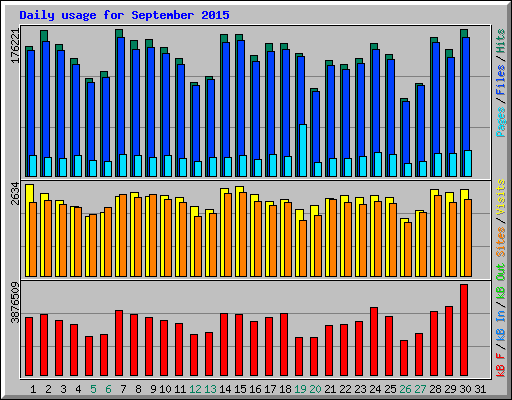 Daily usage for September 2015
176221
Pages / Files / Hits
2634
Sites / Visits
3876509
kB F / kB In / kB Out
1 2 3 4 5 6 7 8 9 10 11 12 13 14 15 16 17 18 19 20 21 22 23 24 25 26 27 28 29 30 31